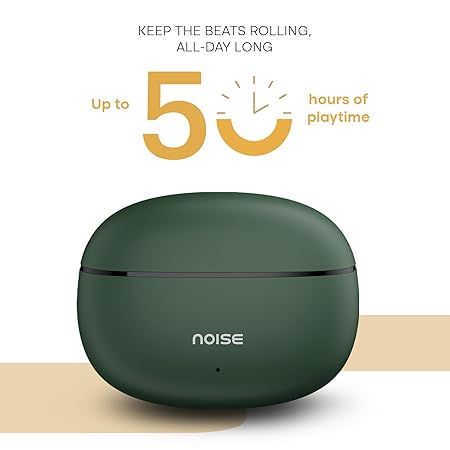 KEEP THE BEATS ROLLING,
ALL-DAY LONG
Up to 50 hours of
playtime
NOISE